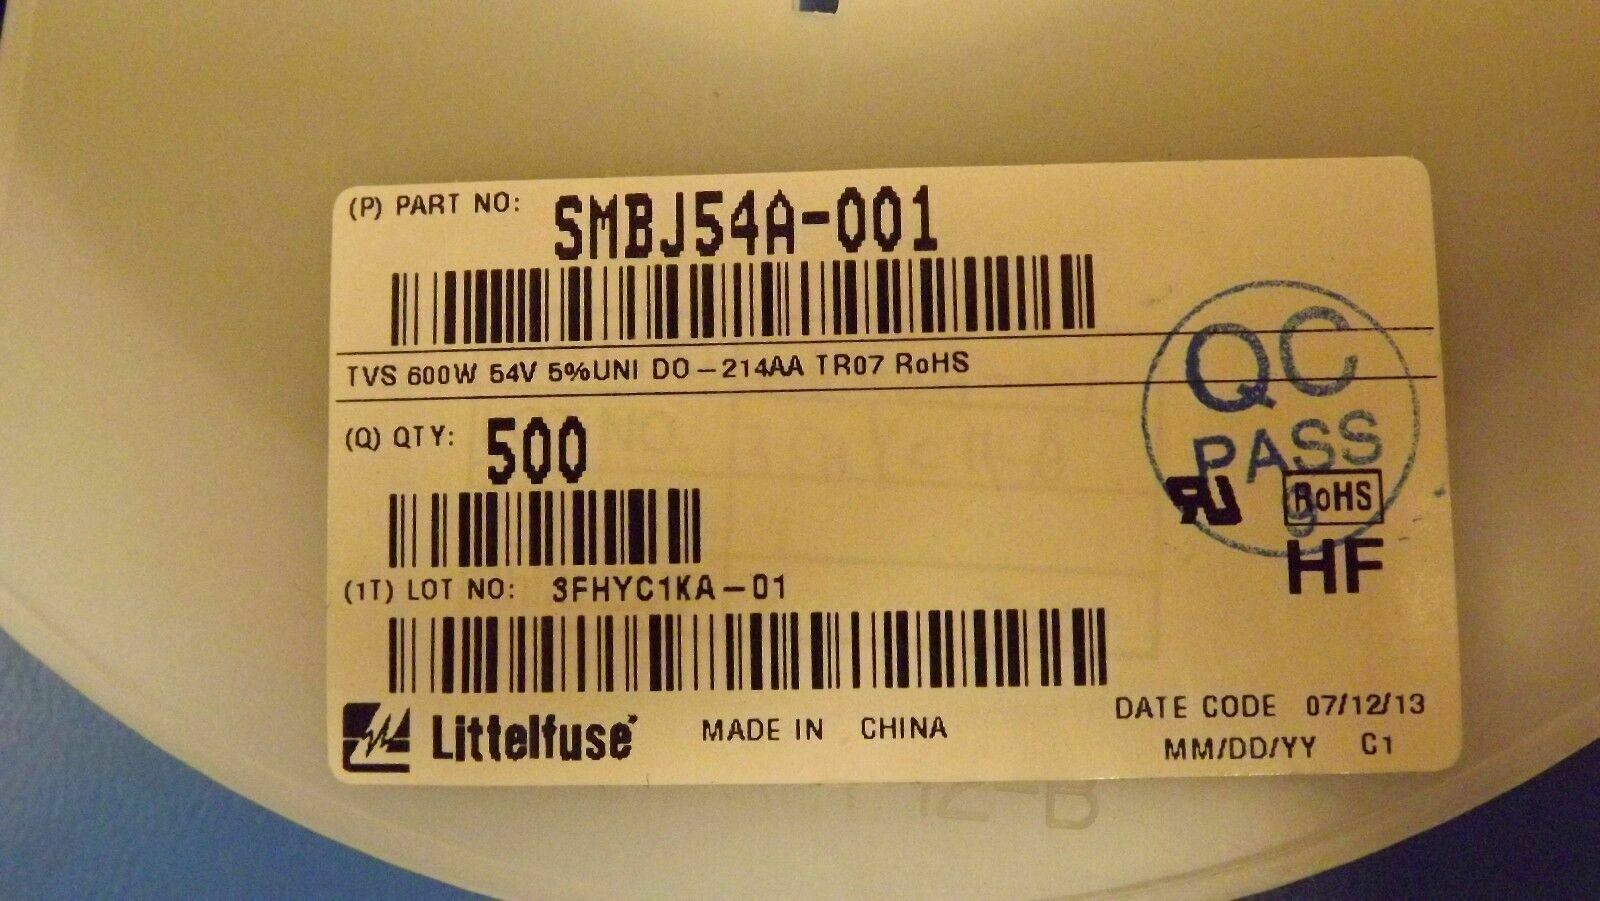 (P) PART NO: SMBJ54A-001
TVS 600W 54V 5%UNI DO-214AA TR07 RoHS
(Q) QTY: 500
QC
PASS
RoHS
HF
(1T) LOT NO: 3FHYC1KA-01
Littelfuse MADE IN CHINA
DATE CODE 07/12/13
MM/DD/YY C1
12-B